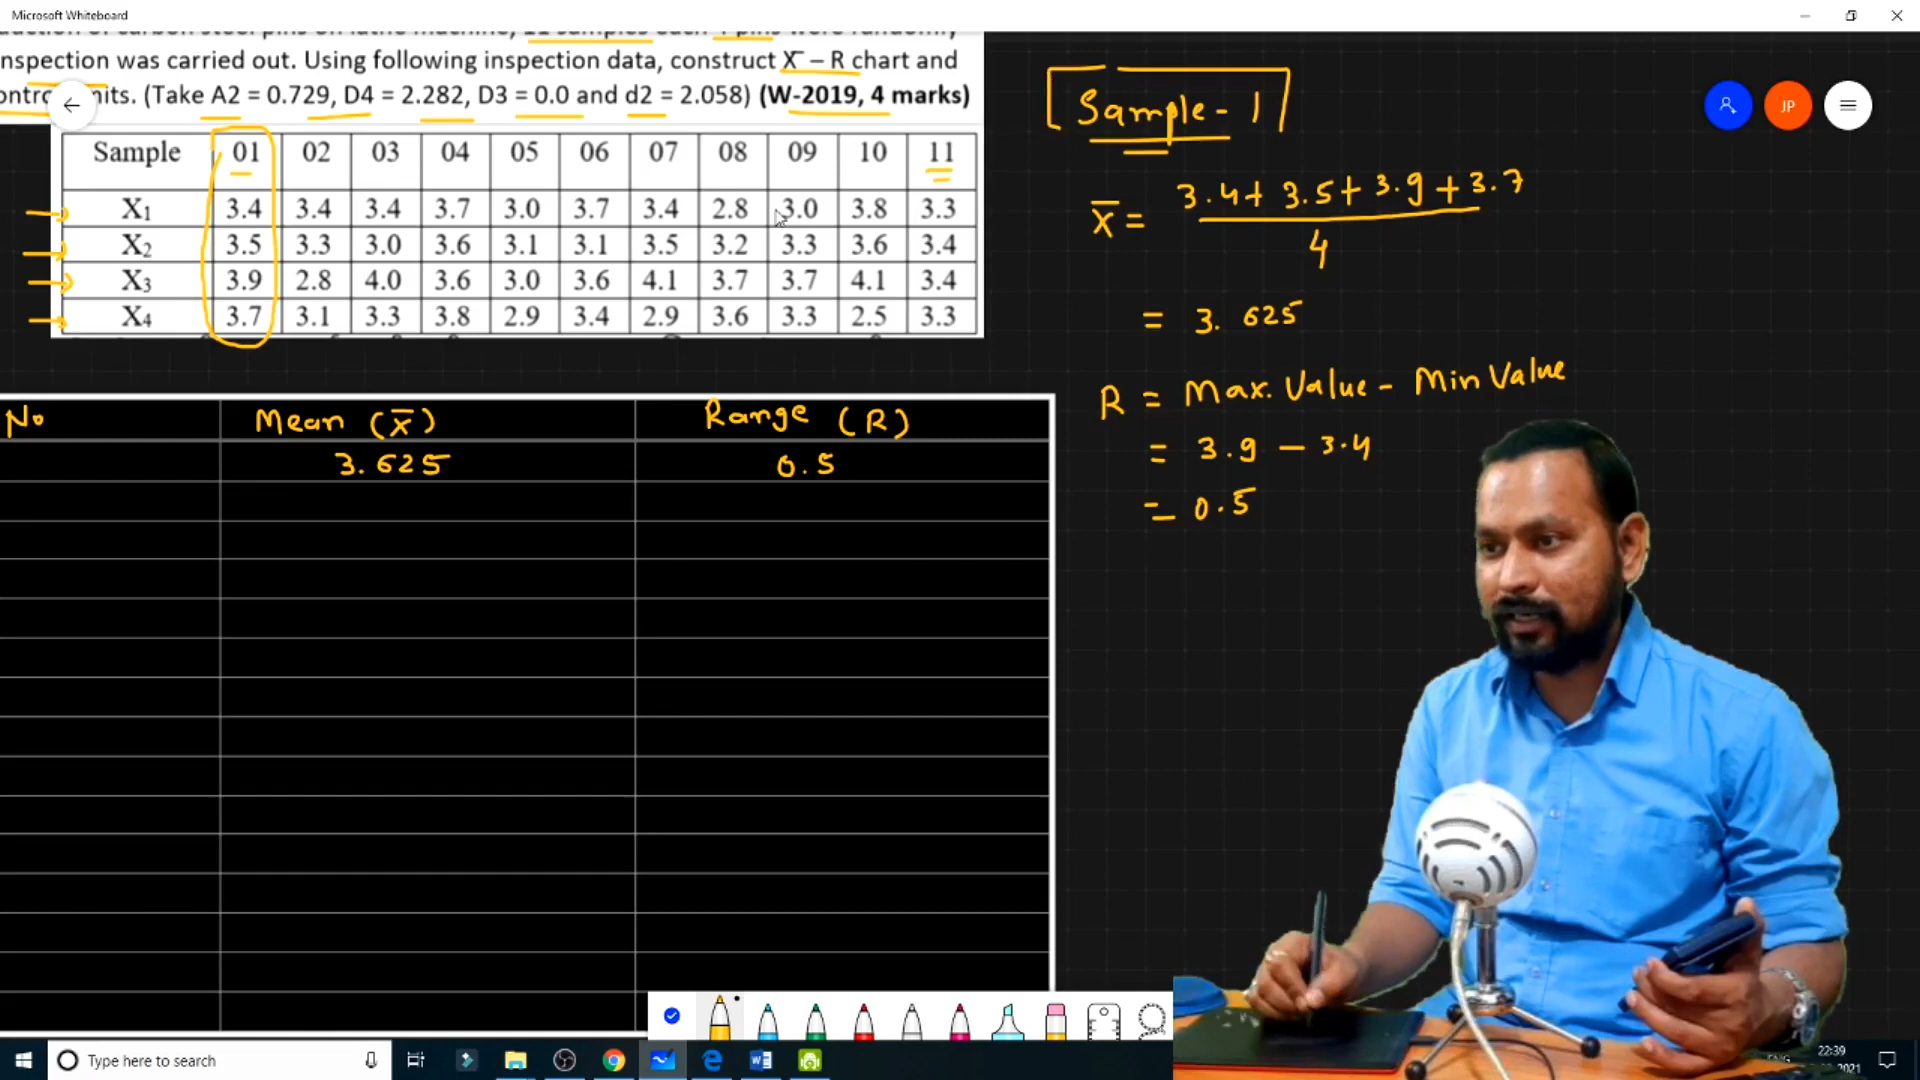 Microsoft Whiteboard
inspection was carried out. Using following inspection data, construct X¯ – R chart and
(Take A2 = 0.729, D4 = 2.282, D3 = 0.0 and d2 = 2.058) (W-2019, 4 marks)
Sample 01 02 03 04 05 06 07 08 09 10 11
X1 3.4 3.4 3.4 3.7 3.0 3.7 3.4 2.8 3.0 3.8 3.3
X2 3.5 3.3 3.0 3.6 3.1 3.1 3.5 3.2 3.3 3.6 3.4
X3 3.9 2.8 4.0 3.6 3.0 3.6 4.1 3.7 3.7 4.1 3.4
X4 3.7 3.1 3.3 3.8 2.9 3.4 2.9 3.6 3.3 2.5 3.3
No Mean (x̄) Range (R)
3.625 0.5
Sample - 1
x̄ = 3.4 + 3.5 + 3.9 + 3.7
4
= 3.625
R = Max. Value - Min Value
= 3.9 - 3.4
= 0.5
JP
Type here to search
22:39
2021